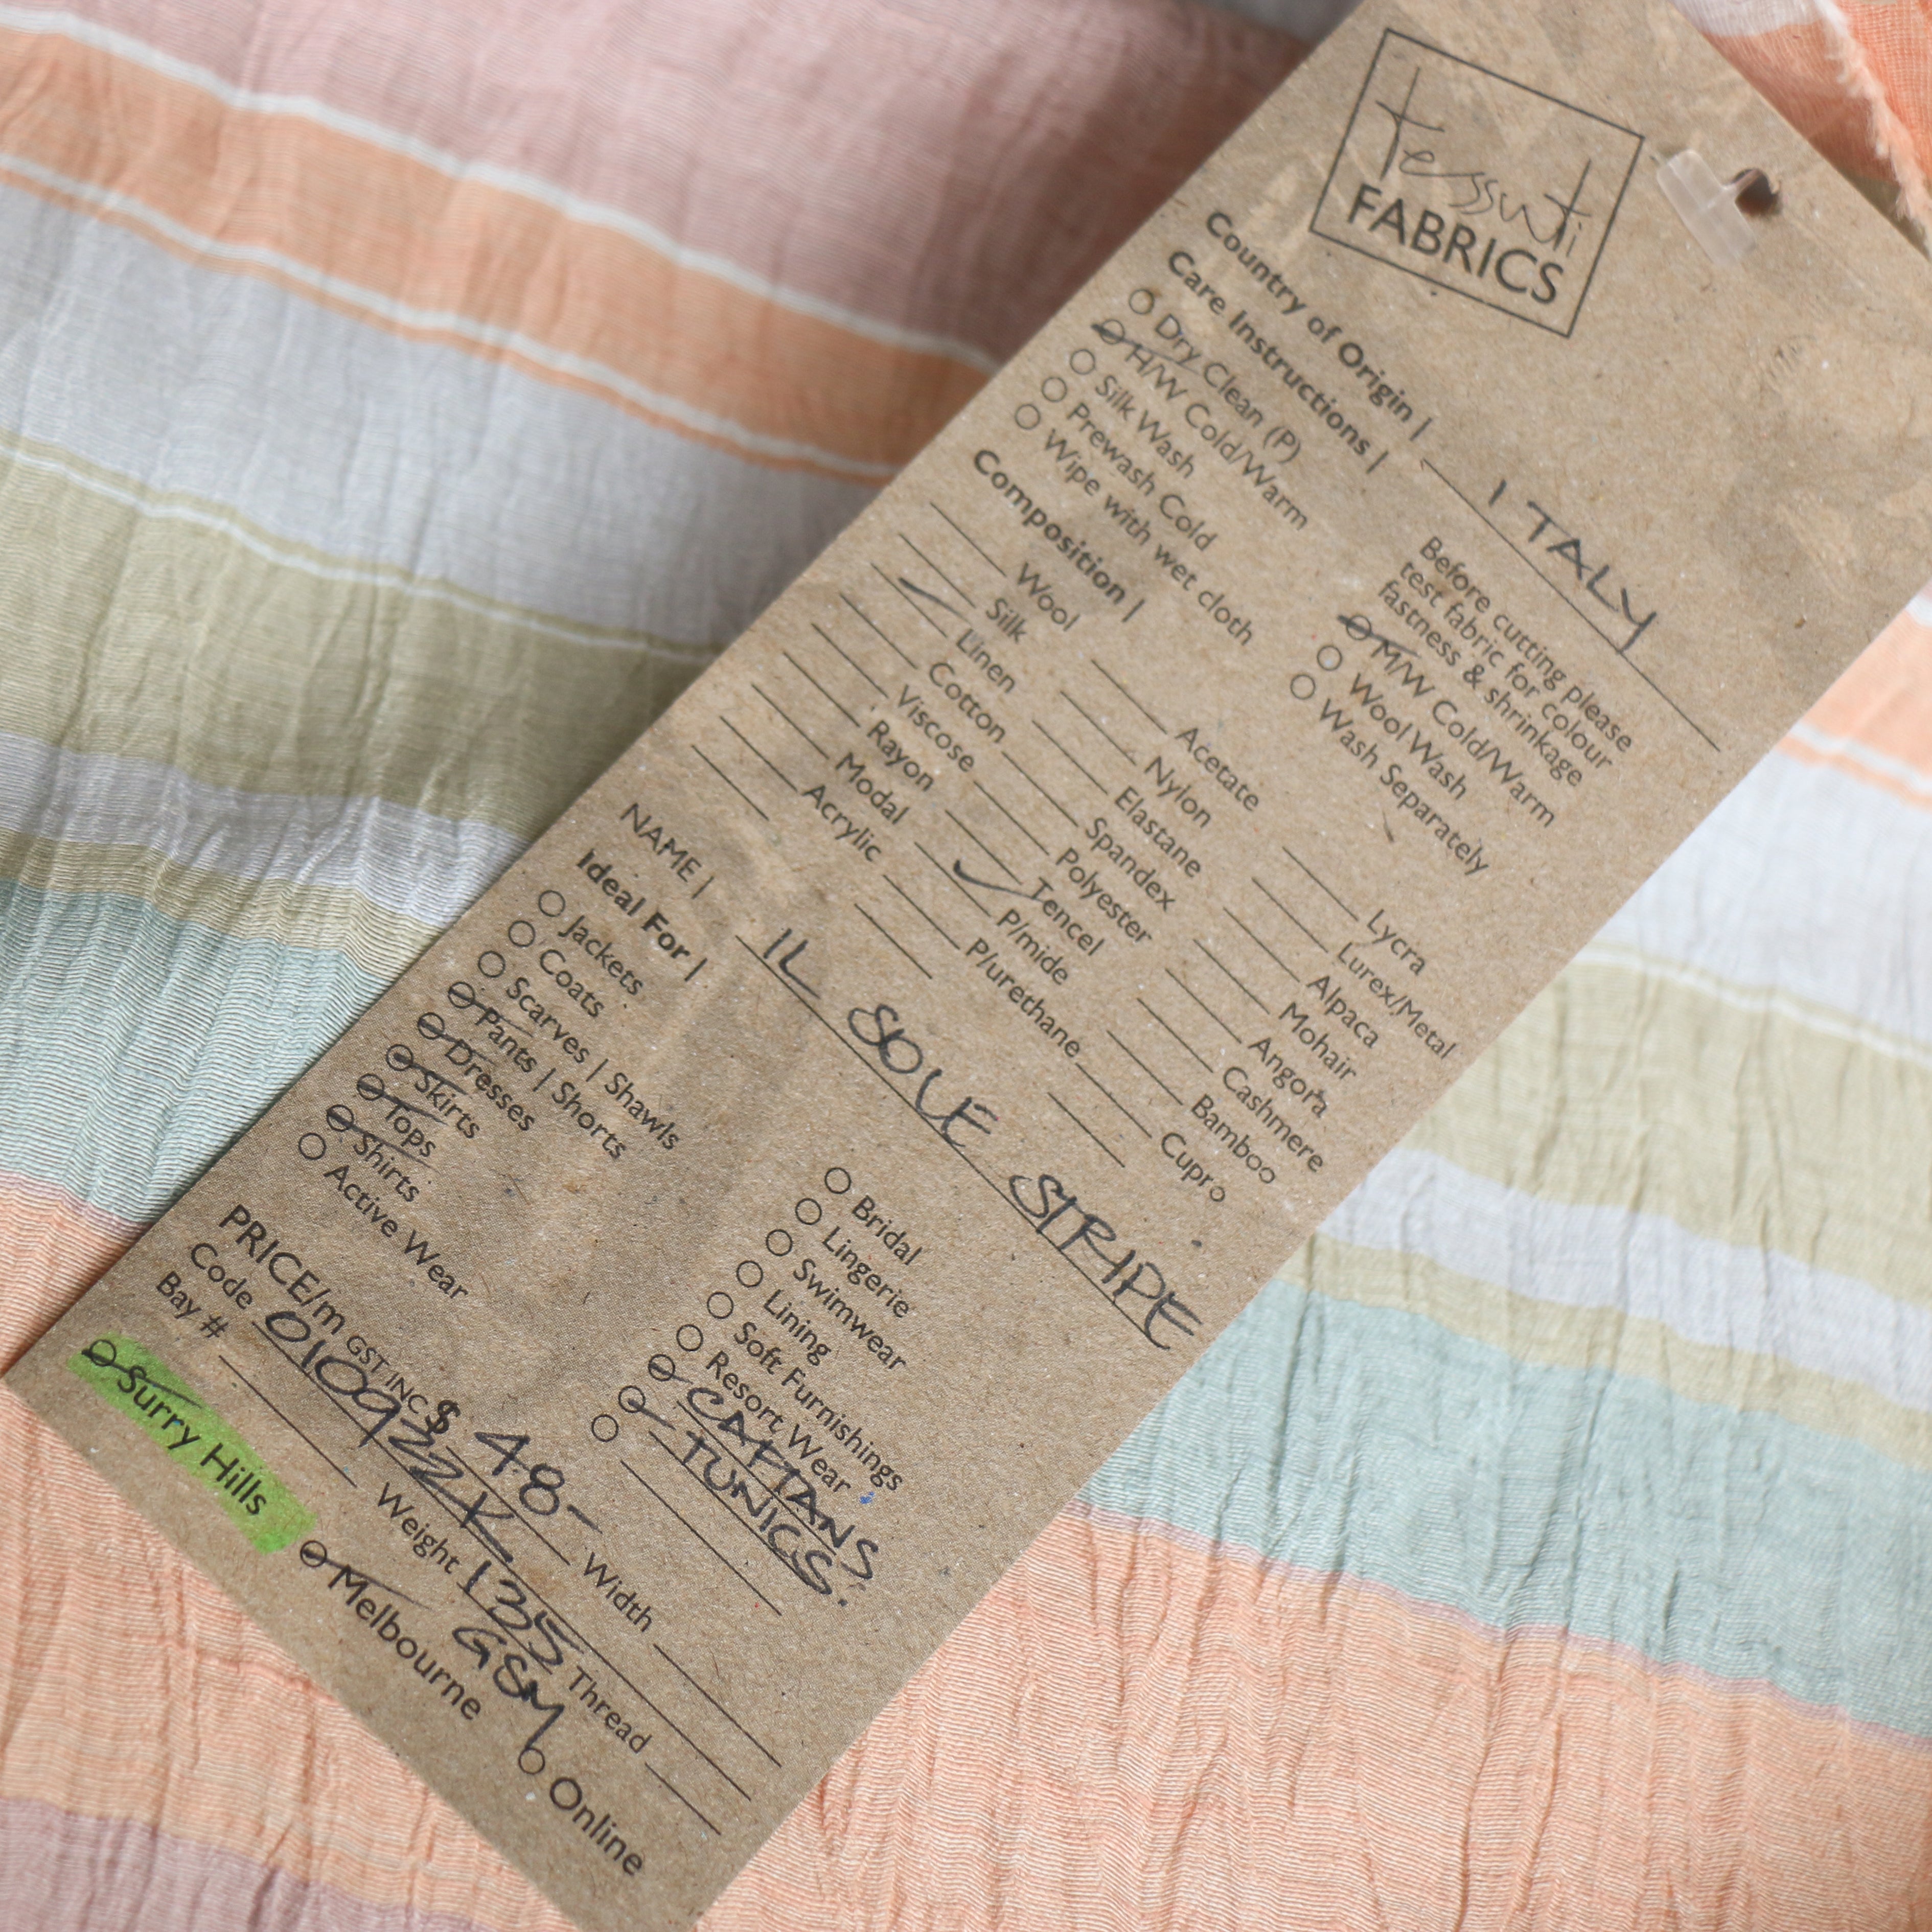 tessuti
FABRICS
Country of Origin | ITALY
Care Instructions |
Dry Clean (P)
H/W Cold/Warm
Silk Wash
Prewash Cold
Wipe with wet cloth
Before cutting please
test fabric for colour
fastness & shrinkage
M/W Cold/Warm
Wool Wash
Wash Separately
Composition |
Wool
Silk
Linen
Cotton
Viscose
Rayon
Modal
Acrylic
Acetate
Nylon
Elastane
Spandex
Polyester
Tencel
P/mide
P/urethane
Lycra
Lurex/Metal
Alpaca
Mohair
Angora
Cashmere
Bamboo
Cupro
NAME | IL SOLE STRIPE
Ideal For |
Jackets
Coats
Scarves | Shawls
Pants | Shorts
Dresses
Skirts
Tops
Shirts
Active Wear
Bridal
Lingerie
Swimwear
Lining
Soft Furnishings
Resort Wear
CAFTANS
TUNICS.
PRICE/m GST INC $ 48- Width
Code 010922K
Bay # Weight 135 GSM Thread
Surry Hills Melbourne Online